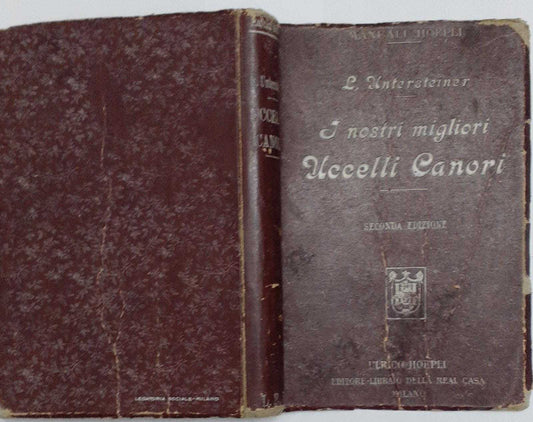 MANUALI HOEPLI
L. Untersteiner
I nostri migliori
Uccelli Canori
SECONDA EDIZIONE
ULRICO HOEPLI
EDITORE-LIBRAIO DELLA REAL CASA
MILANO
LEGATORIA SOCIALE-MILANO